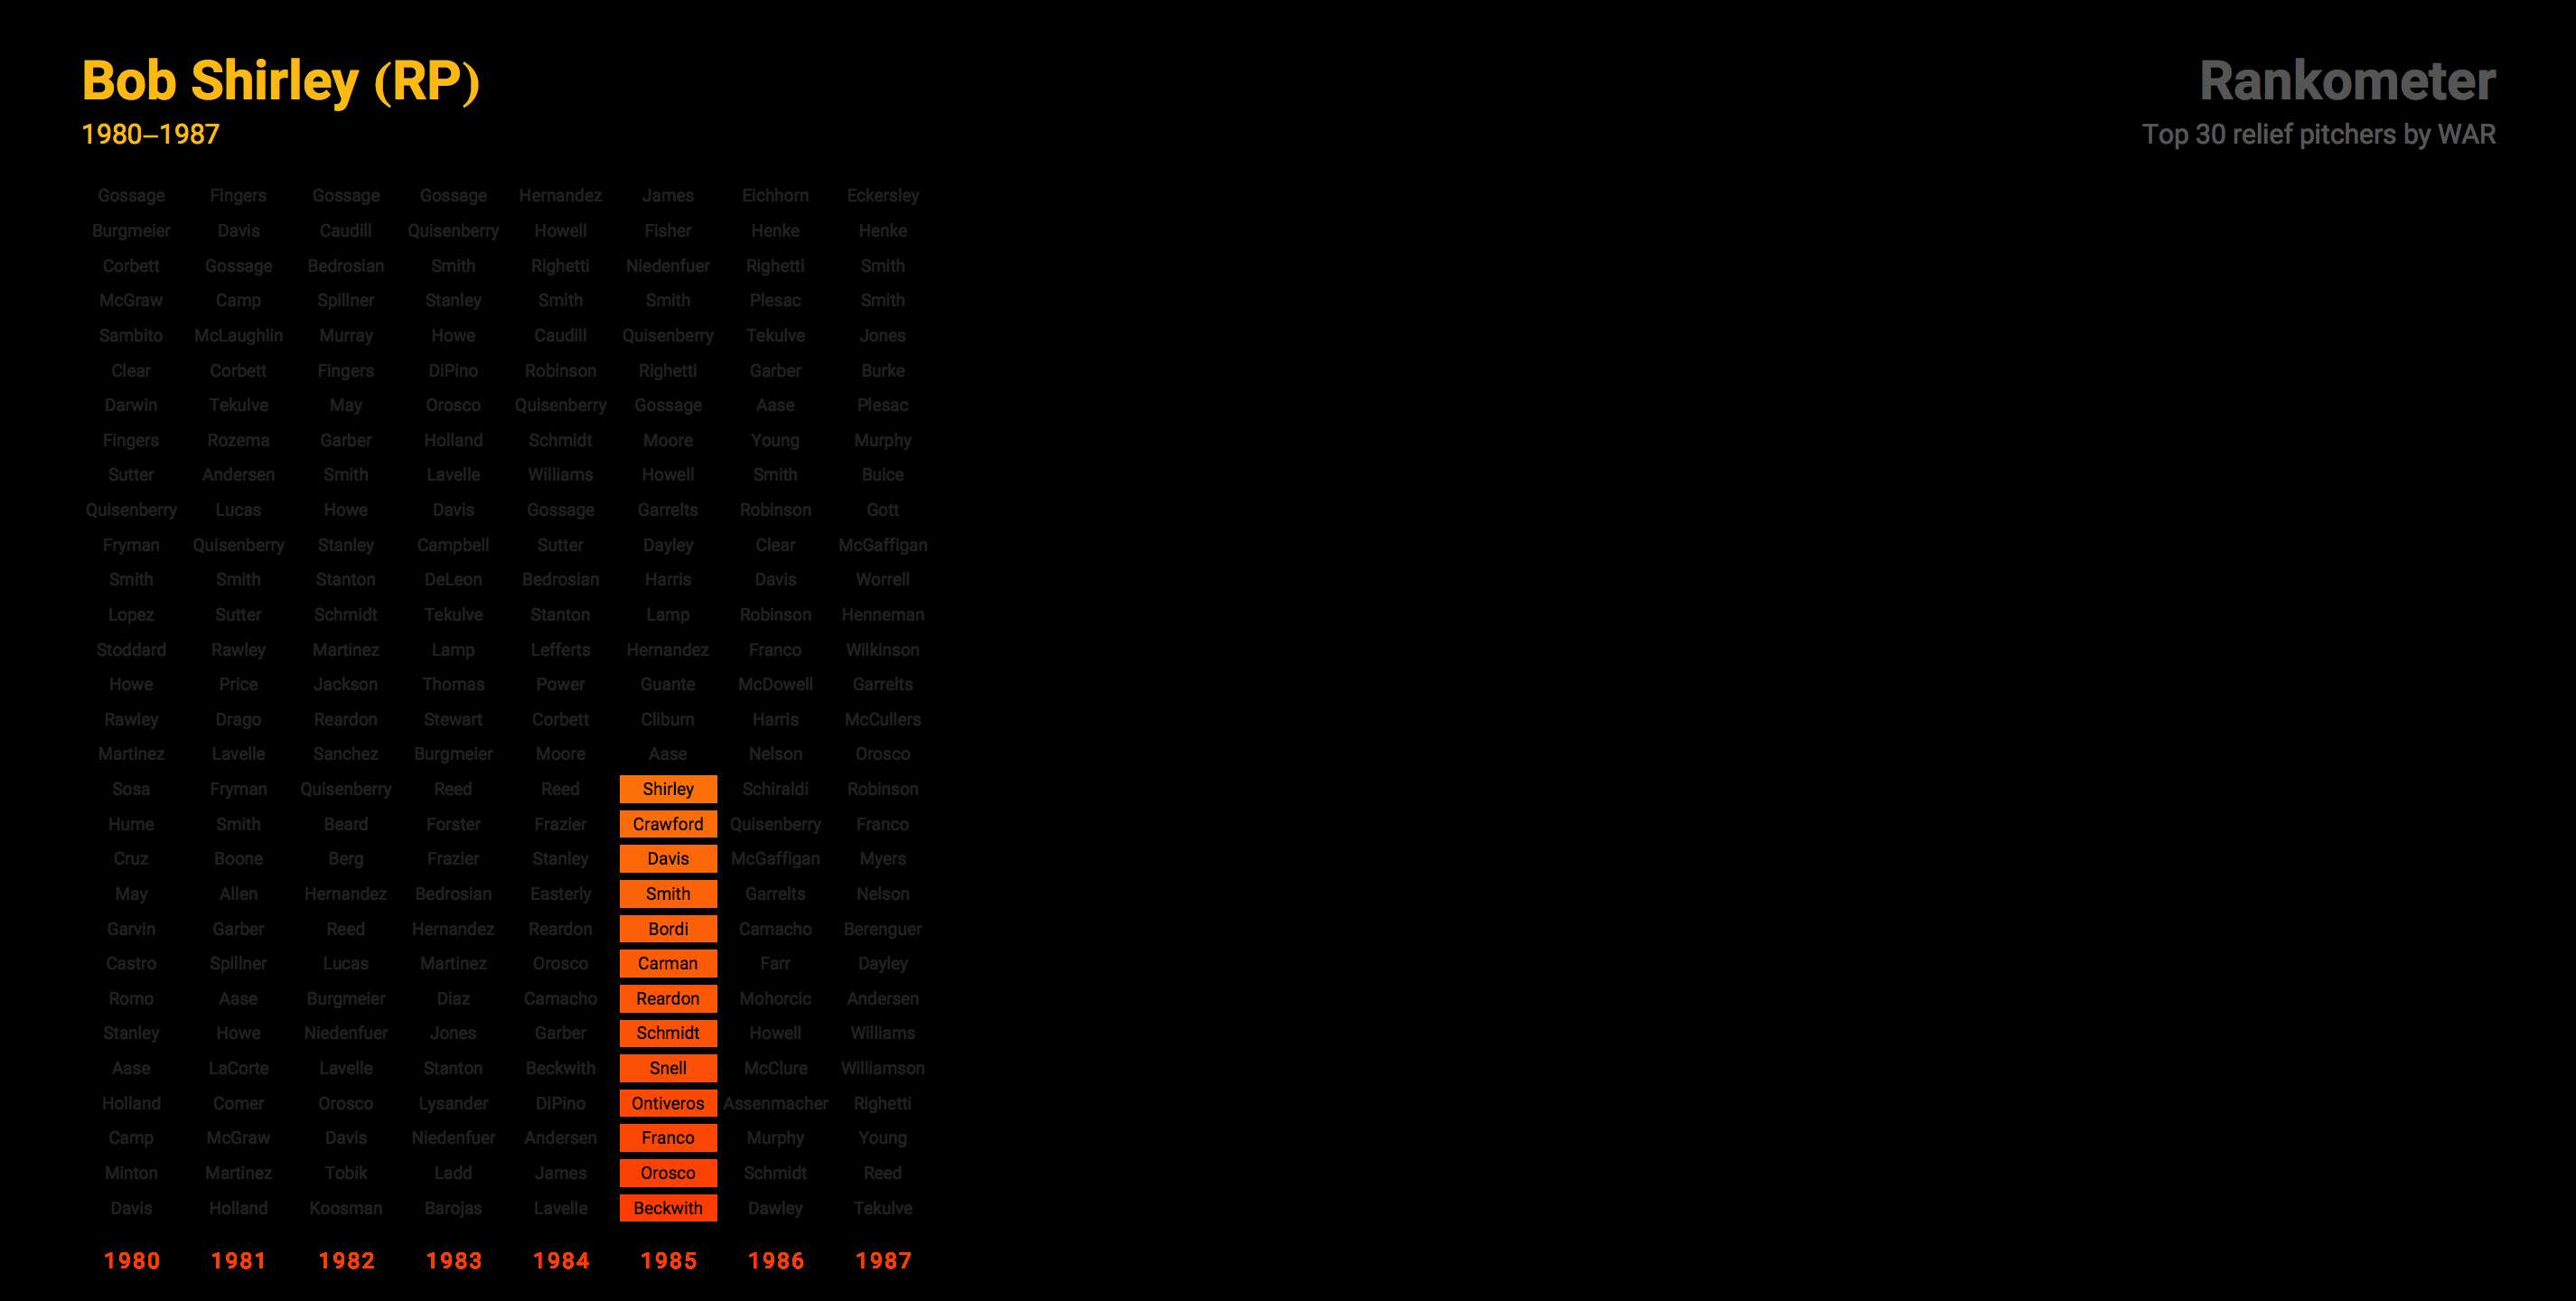 Bob Shirley (RP)
1980–1987
Rankometer
Top 30 relief pitchers by WAR
Gossage Fingers Gossage Gossage Hernandez James Eichhorn Eckersley
Burgmeier Davis Caudill Quisenberry Howell Fisher Henke Henke
Corbett Gossage Bedrosian Smith Righetti Niedenfuer Righetti Smith
McGraw Camp Spillner Stanley Smith Smith Plesac Smith
Sambito McLaughlin Murray Howe Caudill Quisenberry Tekulve Jones
Clear Corbett Fingers DiPino Robinson Righetti Garber Burke
Darwin Tekulve May Orosco Quisenberry Gossage Aase Plesac
Fingers Rozema Garber Holland Schmidt Moore Young Murphy
Sutter Andersen Smith Lavelle Williams Howell Smith Buice
Quisenberry Lucas Howe Davis Gossage Garrelts Robinson Gott
Fryman Quisenberry Stanley Campbell Sutter Dayley Clear McGaffigan
Smith Smith Stanton DeLeon Bedrosian Harris Davis Worrell
Lopez Sutter Schmidt Tekulve Stanton Lamp Robinson Henneman
Stoddard Rawley Martinez Lamp Lefferts Hernandez Franco Wilkinson
Howe Price Jackson Thomas Power Guante McDowell Garrelts
Rawley Drago Reardon Stewart Corbett Cliburn Harris McCullers
Martinez Lavelle Sanchez Burgmeier Moore Aase Nelson Orosco
Sosa Fryman Quisenberry Reed Reed Shirley Schiraldi Robinson
Hume Smith Beard Forster Frazier Crawford Quisenberry Franco
Cruz Boone Berg Frazier Stanley Davis McGaffigan Myers
May Allen Hernandez Bedrosian Easterly Smith Garrelts Nelson
Garvin Garber Reed Hernandez Reardon Bordi Camacho Berenguer
Castro Spillner Lucas Martinez Orosco Carman Farr Dayley
Romo Aase Burgmeier Diaz Camacho Reardon Mohorcic Andersen
Stanley Howe Niedenfuer Jones Garber Schmidt Howell Williams
Aase LaCorte Lavelle Stanton Beckwith Snell McClure Williamson
Holland Comer Orosco Lysander DiPino Ontiveros Assenmacher Righetti
Camp McGraw Davis Niedenfuer Andersen Franco Murphy Young
Minton Martinez Tobik Ladd James Orosco Schmidt Reed
Davis Holland Koosman Barojas Lavelle Beckwith Dawley Tekulve
1980 1981 1982 1983 1984 1985 1986 1987